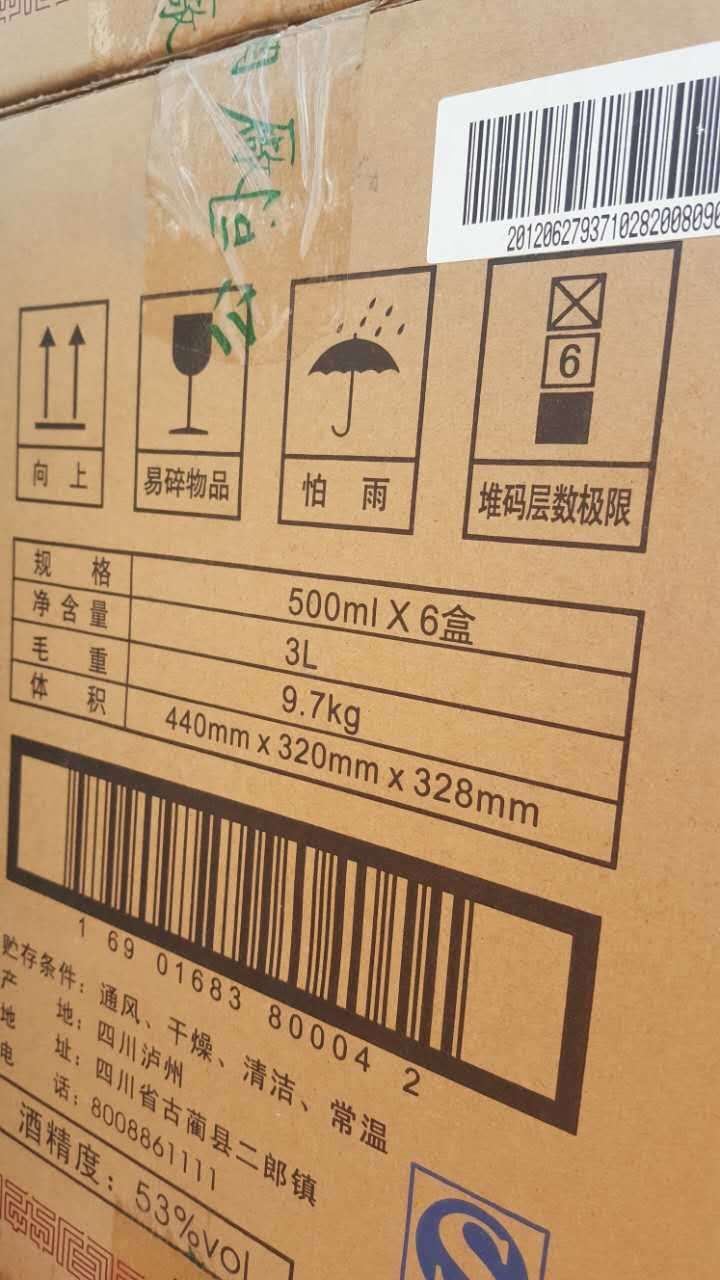 2012062793710282008090
6
向 上
易碎物品
怕 雨
堆码层数极限
规 格 500ml X 6盒
净含量 3L
毛 重 9.7kg
体 积 440mm x 320mm x 328mm
1 69 01683 80004 2
贮存条件：通风、干燥、清洁、常温
产 地：四川泸州
地 址：四川省古蔺县二郎镇
电 话：8008861111
酒精度：53%vol